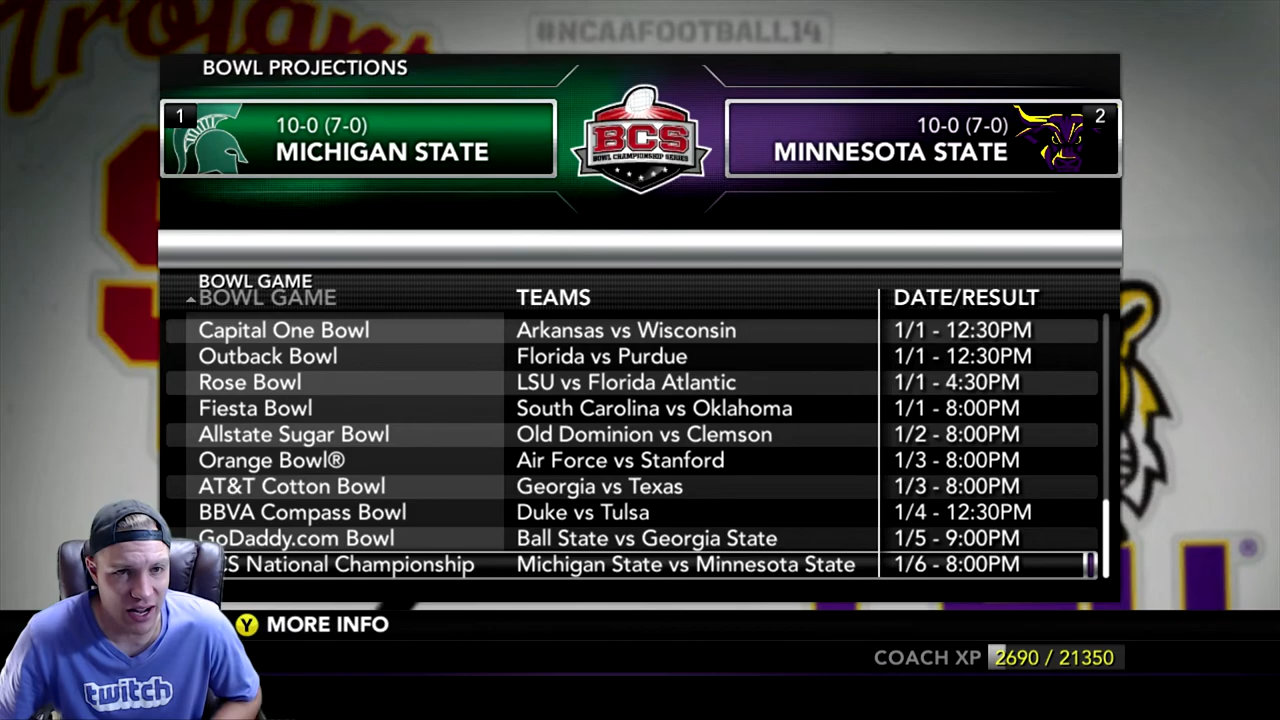 Trojans
#NCAAFOOTBALL14
BOWL PROJECTIONS
1
10-0 (7-0)
MICHIGAN STATE
BCS
BOWL CHAMPIONSHIP SERIES
10-0 (7-0)
MINNESOTA STATE
2
BOWL GAME
BOWL GAME TEAMS DATE/RESULT
Capital One Bowl Arkansas vs Wisconsin 1/1 - 12:30PM
Outback Bowl Florida vs Purdue 1/1 - 12:30PM
Rose Bowl LSU vs Florida Atlantic 1/1 - 4:30PM
Fiesta Bowl South Carolina vs Oklahoma 1/1 - 8:00PM
Allstate Sugar Bowl Old Dominion vs Clemson 1/2 - 8:00PM
Orange Bowl® Air Force vs Stanford 1/3 - 8:00PM
AT&T Cotton Bowl Georgia vs Texas 1/3 - 8:00PM
BBVA Compass Bowl Duke vs Tulsa 1/4 - 12:30PM
GoDaddy.com Bowl Ball State vs Georgia State 1/5 - 9:00PM
CS National Championship Michigan State vs Minnesota State 1/6 - 8:00PM
Y MORE INFO
COACH XP 2690 / 21350
twitch